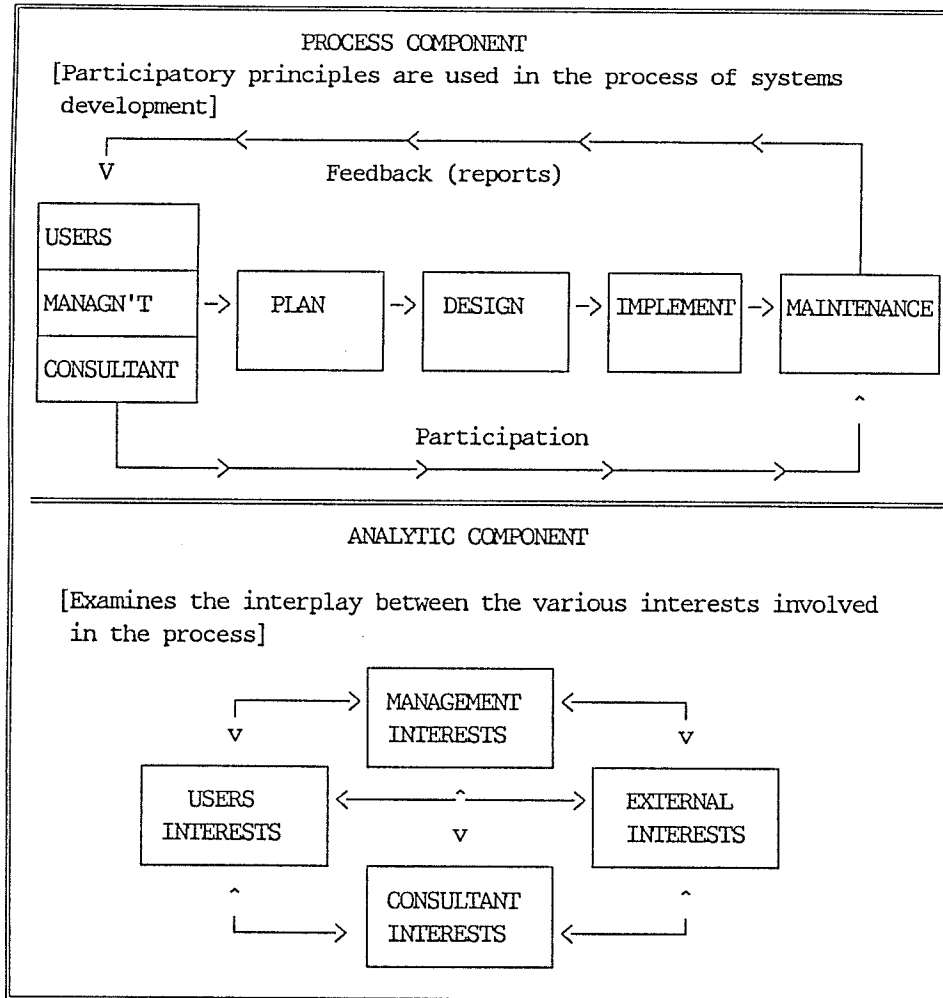 PROCESS COMPONENT
[Participatory principles are used in the process of systems
development]
Feedback (reports)
USERS
MANAGN'T
CONSULTANT
PLAN
DESIGN
IMPLEMENT
MAINTENANCE
Participation
ANALYTIC COMPONENT
[Examines the interplay between the various interests involved
in the process]
MANAGEMENT
INTERESTS
USERS
INTERESTS
EXTERNAL
INTERESTS
CONSULTANT
INTERESTS